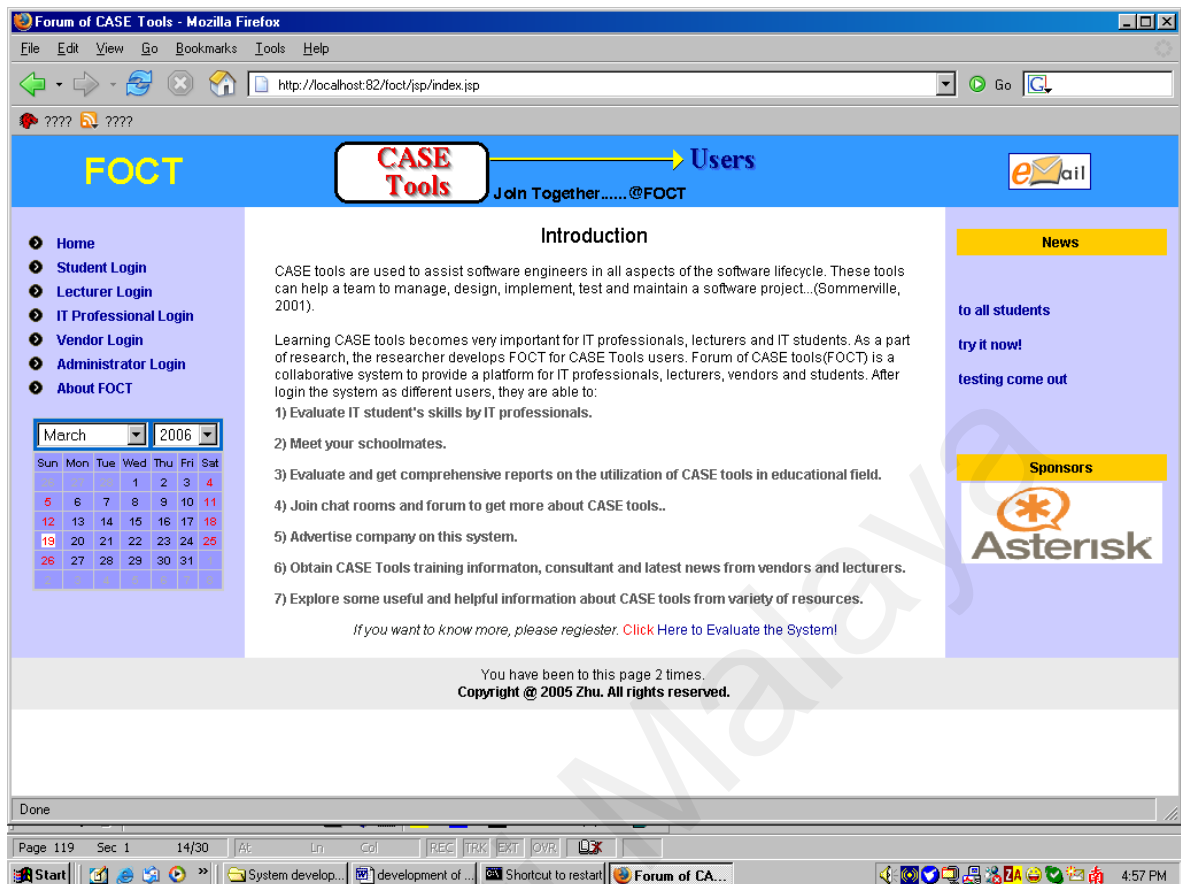 Forum of CASE Tools - Mozilla Firefox
File Edit View Go Bookmarks Tools Help
http://localhost:82/foct/jsp/index.jsp
Go
G
???? ????
FOCT
CASE Tools
Users
Join Together......@FOCT
email
Home
Student Login
Lecturer Login
IT Professional Login
Vendor Login
Administrator Login
About FOCT
March 2006
Sun Mon Tue Wed Thu Fri Sat
26 27 28 1 2 3 4
5 6 7 8 9 10 11
12 13 14 15 16 17 18
19 20 21 22 23 24 25
26 27 28 29 30 31 1
2 3 4 5 6 7 8
Introduction
CASE tools are used to assist software engineers in all aspects of the software lifecycle. These tools
can help a team to manage, design, implement, test and maintain a software project...(Sommerville,
2001).
Learning CASE tools becomes very important for IT professionals, lecturers and IT students. As a part
of research, the researcher develops FOCT for CASE Tools users. Forum of CASE tools(FOCT) is a
collaborative system to provide a platform for IT professionals, lecturers, vendors and students. After
login the system as different users, they are able to:
1) Evaluate IT student's skills by IT professionals.
2) Meet your schoolmates.
3) Evaluate and get comprehensive reports on the utilization of CASE tools in educational field.
4) Join chat rooms and forum to get more about CASE tools..
5) Advertise company on this system.
6) Obtain CASE Tools training informaton, consultant and latest news from vendors and lecturers.
7) Explore some useful and helpful information about CASE tools from variety of resources.
If you want to know more, please regiester. Click Here to Evaluate the System!
News
to all students
try it now!
testing come out
Sponsors
Asterisk
You have been to this page 2 times.
Copyright @ 2005 Zhu. All rights reserved.
Malaya
Done
Page 119 Sec 1 14/30 At Ln Col REC TRK EXT OVR
Start System develop... development of ... Shortcut to restart Forum of CA... 4:57 PM